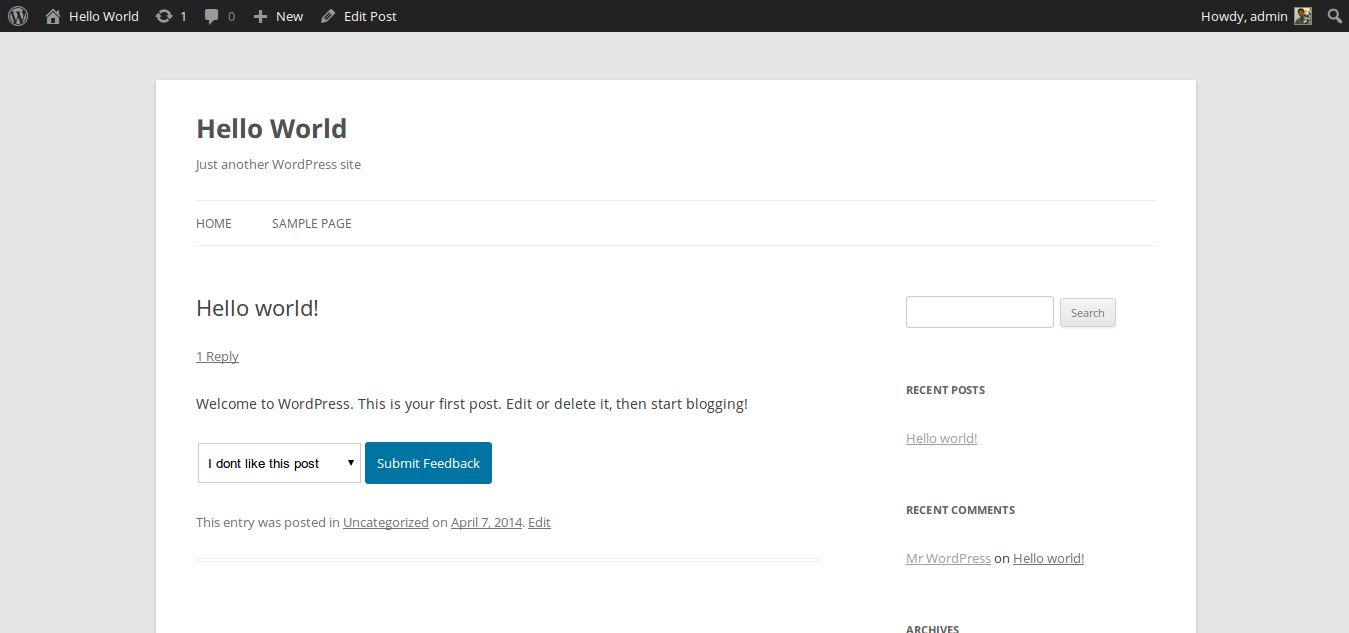 Hello World 1 0 New Edit Post Howdy, admin
Hello World
Just another WordPress site
HOME SAMPLE PAGE
Hello world!
1 Reply
Welcome to WordPress. This is your first post. Edit or delete it, then start blogging!
I dont like this post Submit Feedback
This entry was posted in Uncategorized on April 7, 2014. Edit
Search
RECENT POSTS
Hello world!
RECENT COMMENTS
Mr WordPress on Hello world!
ARCHIVES